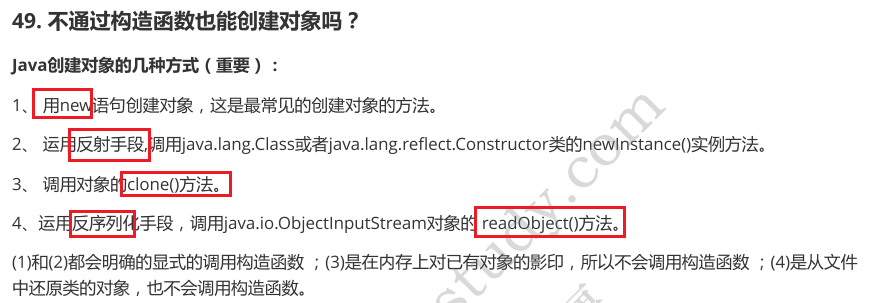 49. 不通过构造函数也能创建对象吗？
Java创建对象的几种方式（重要）：
1、 用new语句创建对象，这是最常见的创建对象的方法。
2、 运用反射手段,调用java.lang.Class或者java.lang.reflect.Constructor类的newInstance()实例方法。
3、 调用对象的clone()方法。
4、运用反序列化手段，调用java.io.ObjectInputStream对象的 readObject()方法。
(1)和(2)都会明确的显式的调用构造函数 ；(3)是在内存上对已有对象的影印，所以不会调用构造函数 ；(4)是从文件
中还原类的对象，也不会调用构造函数。
study.com